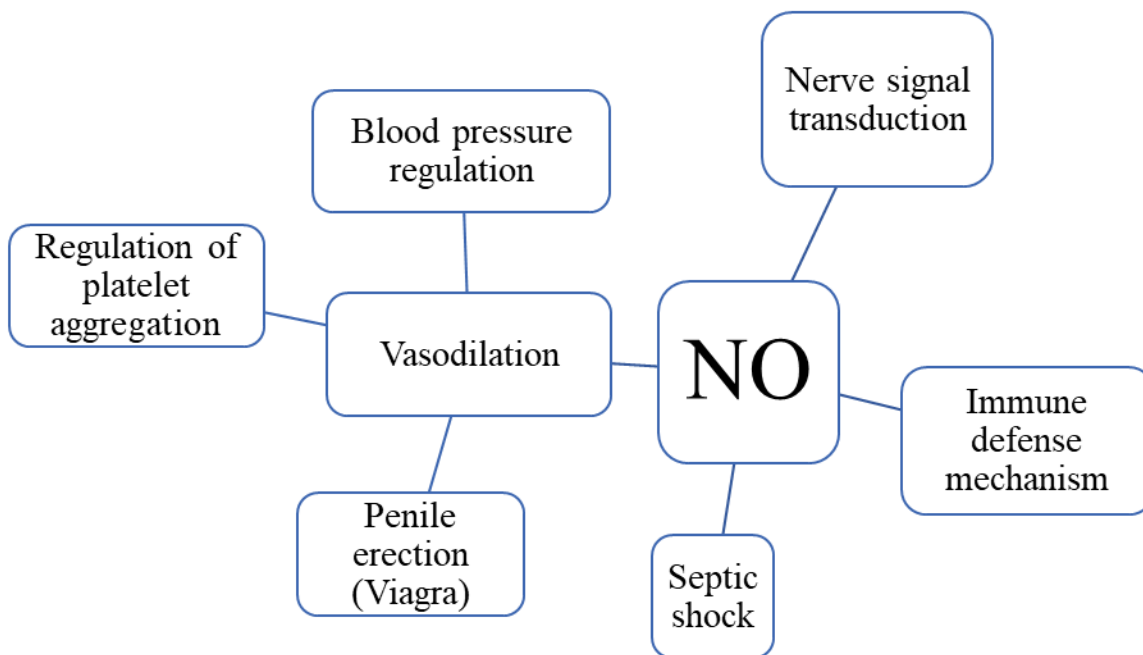 Nerve signal
transduction
Blood pressure
regulation
Regulation of
platelet
aggregation
Vasodilation
NO
Immune
defense
mechanism
Penile
erection
(Viagra)
Septic
shock